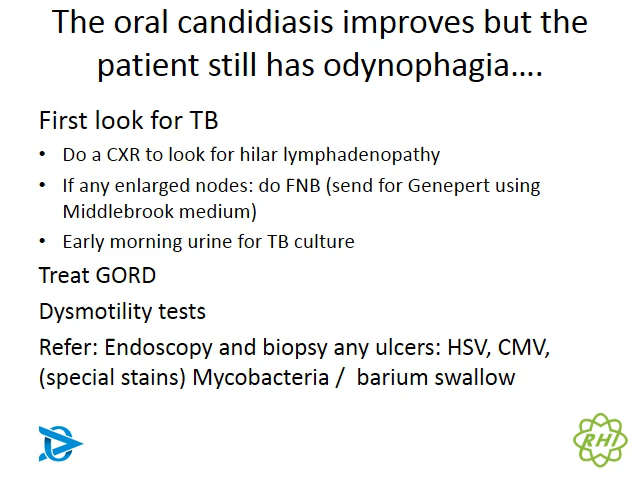 The oral candidiasis improves but the
patient still has odynophagia....
First look for TB
• Do a CXR to look for hilar lymphadenopathy
• If any enlarged nodes: do FNB (send for Genepert using
Middlebrook medium)
• Early morning urine for TB culture
Treat GORD
Dysmotility tests
Refer: Endoscopy and biopsy any ulcers: HSV, CMV,
(special stains) Mycobacteria / barium swallow
RHI